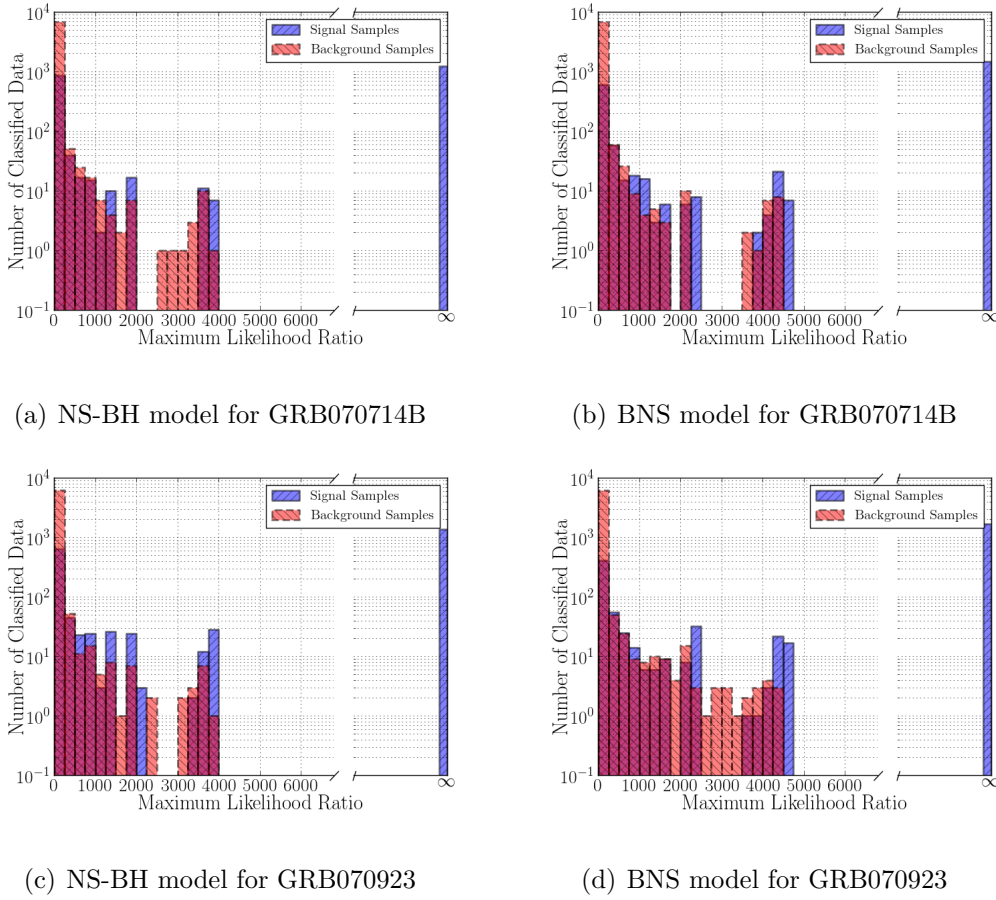 10^4
10^3
10^2
10^1
10^0
10^−1
Number of Classified Data
Signal Samples
Background Samples
0 1000 2000 3000 4000 5000 6000 ∞
Maximum Likelihood Ratio
(a) NS-BH model for GRB070714B
10^4
10^3
10^2
10^1
10^0
10^−1
Number of Classified Data
Signal Samples
Background Samples
0 1000 2000 3000 4000 5000 6000 ∞
Maximum Likelihood Ratio
(b) BNS model for GRB070714B
10^4
10^3
10^2
10^1
10^0
10^−1
Number of Classified Data
Signal Samples
Background Samples
0 1000 2000 3000 4000 5000 6000 ∞
Maximum Likelihood Ratio
(c) NS-BH model for GRB070923
10^4
10^3
10^2
10^1
10^0
10^−1
Number of Classified Data
Signal Samples
Background Samples
0 1000 2000 3000 4000 5000 6000 ∞
Maximum Likelihood Ratio
(d) BNS model for GRB070923